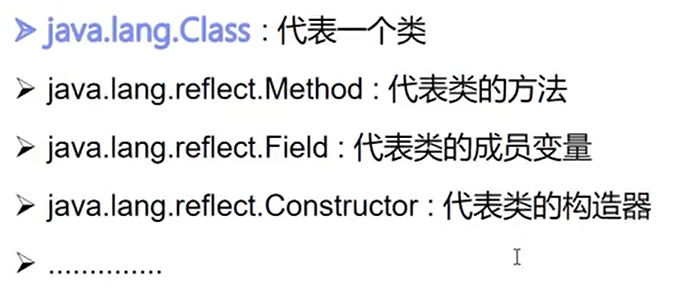 ➢ java.lang.Class : 代表一个类
➢ java.lang.reflect.Method : 代表类的方法
➢ java.lang.reflect.Field : 代表类的成员变量
➢ java.lang.reflect.Constructor : 代表类的构造器
➢ ..............